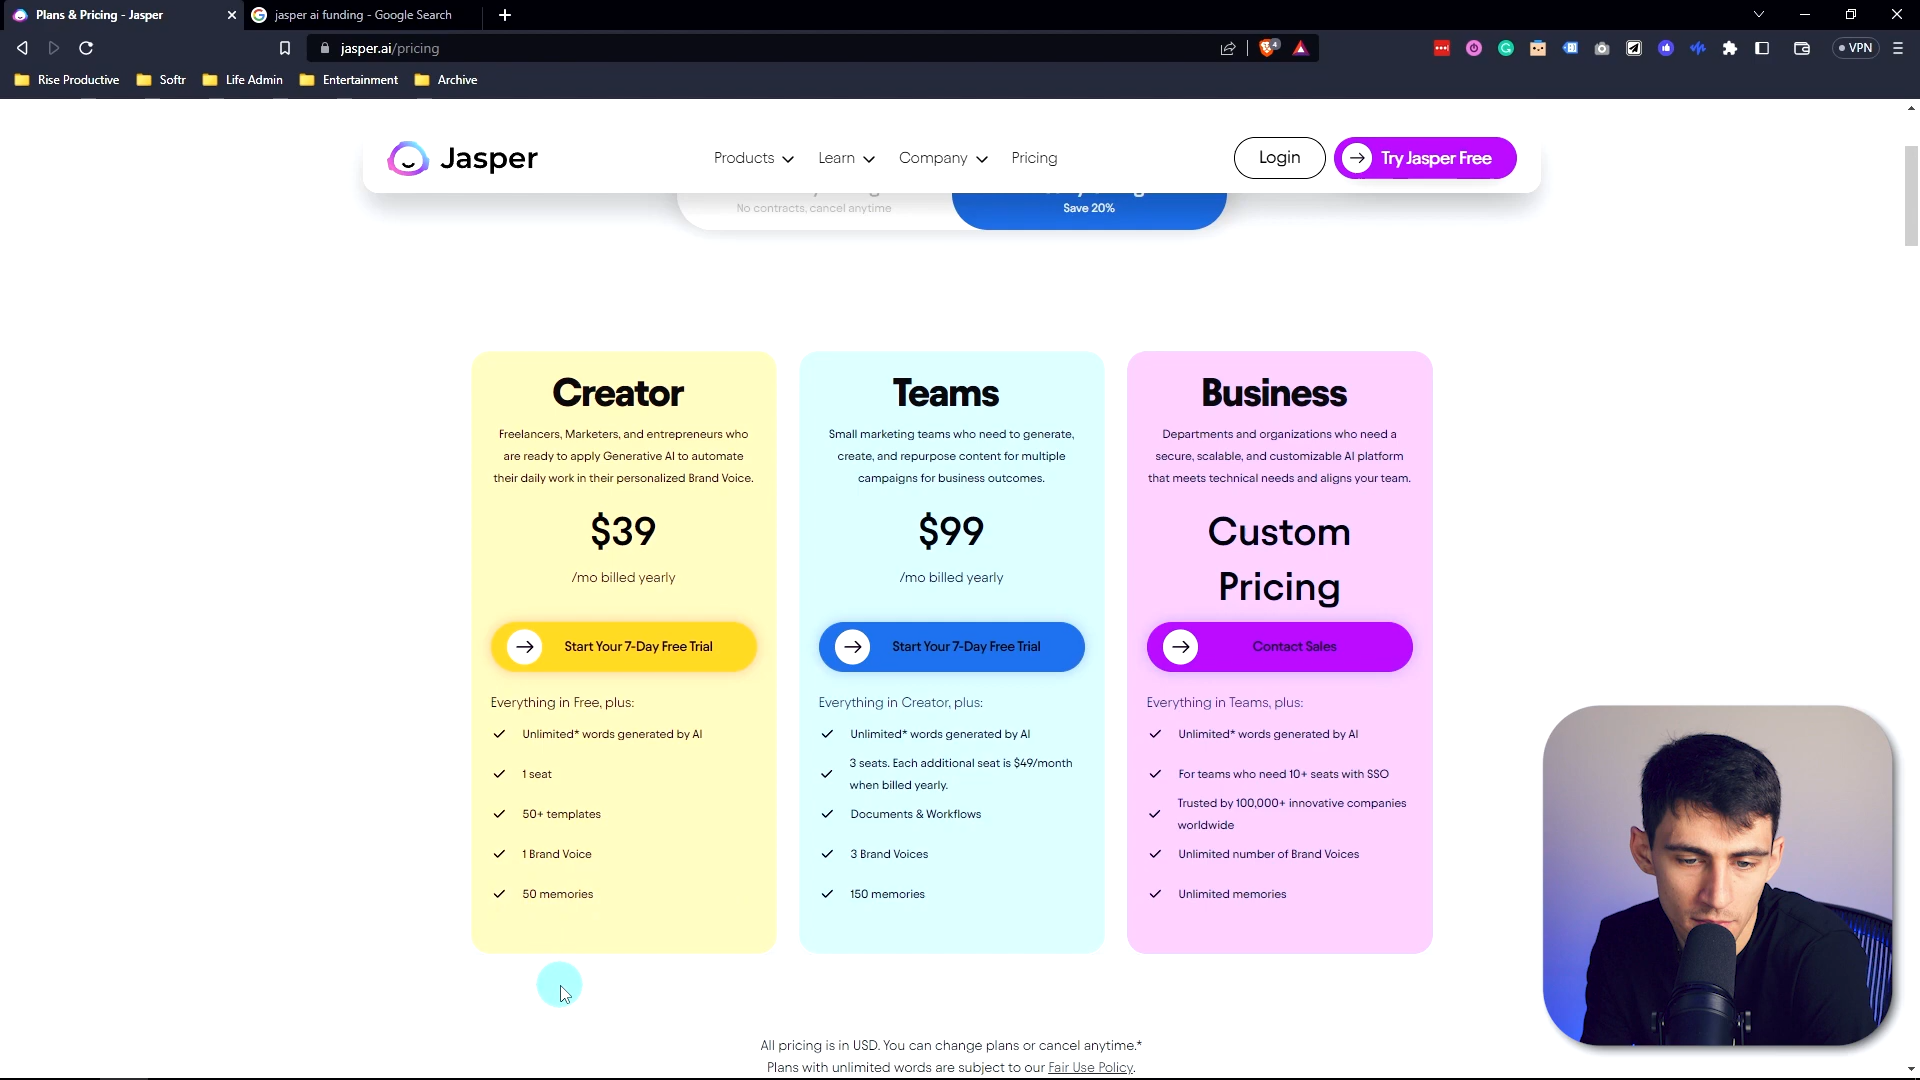 Plans & Pricing - Jasper
jasper ai funding - Google Search
jasper.ai/pricing
4
VPN
Rise Productive
Softr
Life Admin
Entertainment
Archive
Jasper
Products
Learn
Company
Pricing
Login
Try Jasper Free
No contracts, cancel anytime
Save 20%
Creator
Freelancers, Marketers, and entrepreneurs who
are ready to apply Generative AI to automate
their daily work in their personalized Brand Voice.
$39
/mo billed yearly
Start Your 7-Day Free Trial
Everything in Free, plus:
Unlimited* words generated by AI
1 seat
50+ templates
1 Brand Voice
50 memories
Teams
Small marketing teams who need to generate,
create, and repurpose content for multiple
campaigns for business outcomes.
$99
/mo billed yearly
Start Your 7-Day Free Trial
Everything in Creator, plus:
Unlimited* words generated by AI
3 seats. Each additional seat is $49/month
when billed yearly.
Documents & Workflows
3 Brand Voices
150 memories
Business
Departments and organizations who need a
secure, scalable, and customizable AI platform
that meets technical needs and aligns your team.
Custom
Pricing
Contact Sales
Everything in Teams, plus:
Unlimited* words generated by AI
For teams who need 10+ seats with SSO
Trusted by 100,000+ innovative companies
worldwide
Unlimited number of Brand Voices
Unlimited memories
All pricing is in USD. You can change plans or cancel anytime.*
Plans with unlimited words are subject to our Fair Use Policy.